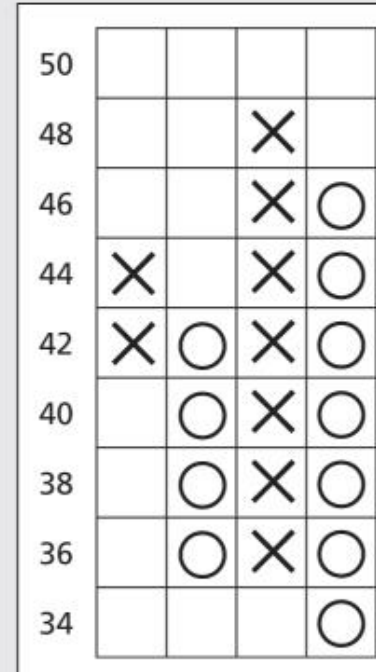 50
48 X
46 X O
44 X X O
42 X O X O
40 O X O
38 O X O
36 O X O
34 O